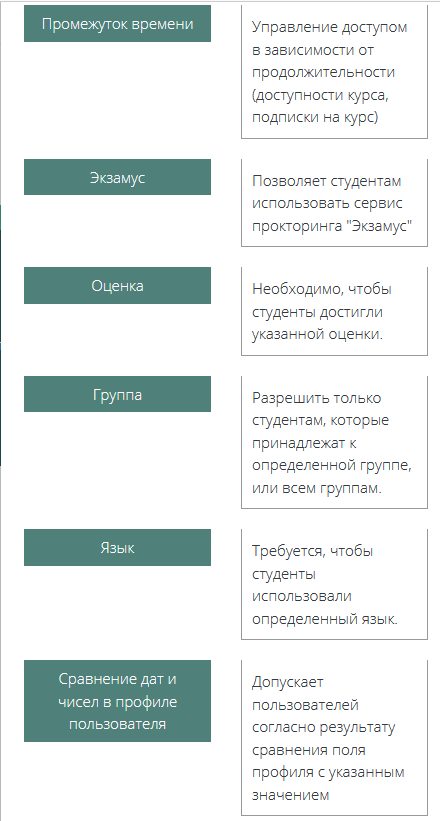 Промежуток времени
Управление доступом
в зависимости от
продолжительности
(доступности курса,
подписки на курс)
Экзамус
Позволяет студентам
использовать сервис
прокторинга "Экзамус"
Оценка
Необходимо, чтобы
студенты достигли
указанной оценки.
Группа
Разрешить только
студентам, которые
принадлежат к
определенной группе,
или всем группам.
Язык
Требуется, чтобы
студенты
использовали
определенный язык.
Сравнение дат и
чисел в профиле
пользователя
Допускает
пользователей
согласно результату
сравнения поля
профиля с указанным
значением